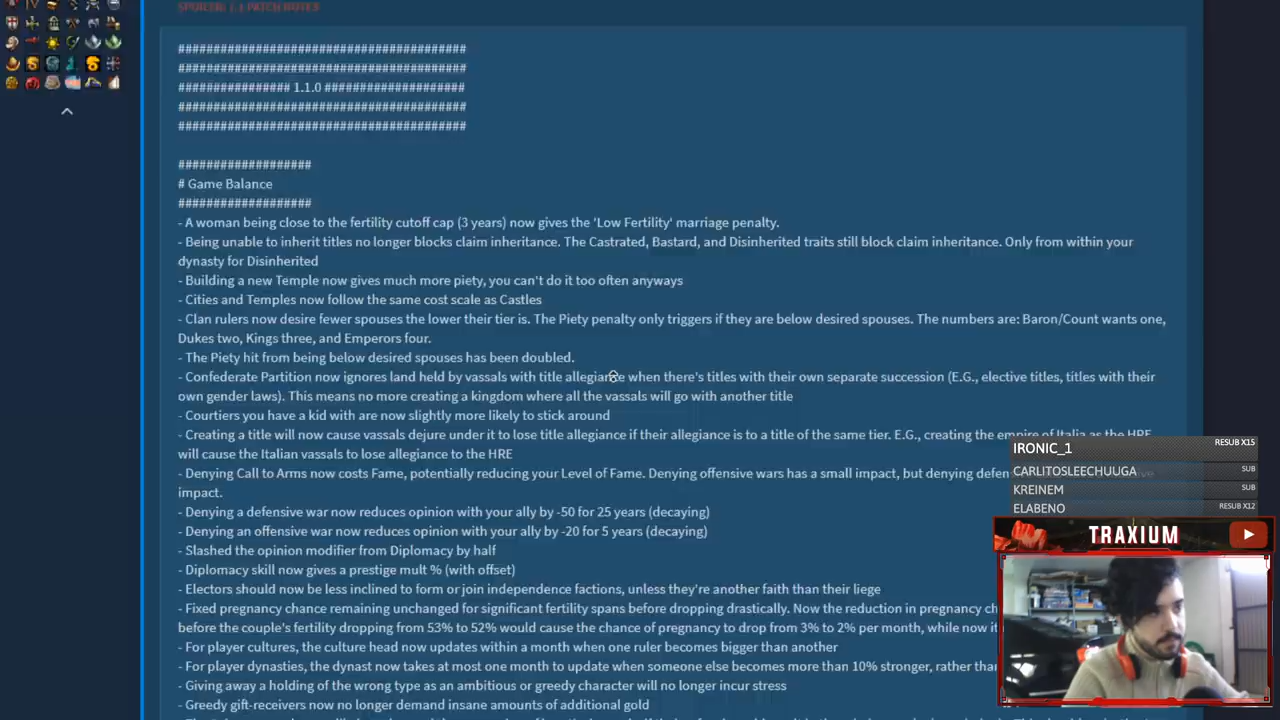 SPOILER: 1.1 PATCH NOTES
#########################################
#########################################
################ 1.1.0 ####################
#########################################
#########################################
###################
# Game Balance
###################
- A woman being close to the fertility cutoff cap (3 years) now gives the 'Low Fertility' marriage penalty.
- Being unable to inherit titles no longer blocks claim inheritance. The Castrated, Bastard, and Disinherited traits still block claim inheritance. Only from within your
dynasty for Disinherited
- Building a new Temple now gives much more piety, you can't do it too often anyways
- Cities and Temples now follow the same cost scale as Castles
- Clan rulers now desire fewer spouses the lower their tier is. The Piety penalty only triggers if they are below desired spouses. The numbers are: Baron/Count wants one,
Dukes two, Kings three, and Emperors four.
- The Piety hit from being below desired spouses has been doubled.
- Confederate Partition now ignores land held by vassals with title allegiance when there's titles with their own separate succession (E.G., elective titles, titles with their
own gender laws). This means no more creating a kingdom where all the vassals will go with another title
- Courtiers you have a kid with are now slightly more likely to stick around
- Creating a title will now cause vassals dejure under it to lose title allegiance if their allegiance is to a title of the same tier. E.G., creating the empire of Italia as the HRE
will cause the Italian vassals to lose allegiance to the HRE
- Denying Call to Arms now costs Fame, potentially reducing your Level of Fame. Denying offensive wars has a small impact, but denying
impact.
- Denying a defensive war now reduces opinion with your ally by -50 for 25 years (decaying)
- Denying an offensive war now reduces opinion with your ally by -20 for 5 years (decaying)
- Slashed the opinion modifier from Diplomacy by half
- Diplomacy skill now gives a prestige mult % (with offset)
- Electors should now be less inclined to form or join independence factions, unless they're another faith than their liege
- Fixed pregnancy chance remaining unchanged for significant fertility spans before dropping drastically. Now the reduction in pregnancy
before the couple's fertility dropping from 53% to 52% would cause the chance of pregnancy to drop from 3% to 2% per month, while now
- For player cultures, the culture head now updates within a month when one ruler becomes bigger than another
- For player dynasties, the dynast now takes at most one month to update when someone else becomes more than 10% stronger, rather
- Giving away a holding of the wrong type as an ambitious or greedy character will no longer incur stress
- Greedy gift-receivers now no longer demand insane amounts of additional gold
IRONIC_1 RESUB X15
CARLITOSLEECHUUGA SUB
KREINEM SUB
ELABENO RESUB X12
TRAXIUM